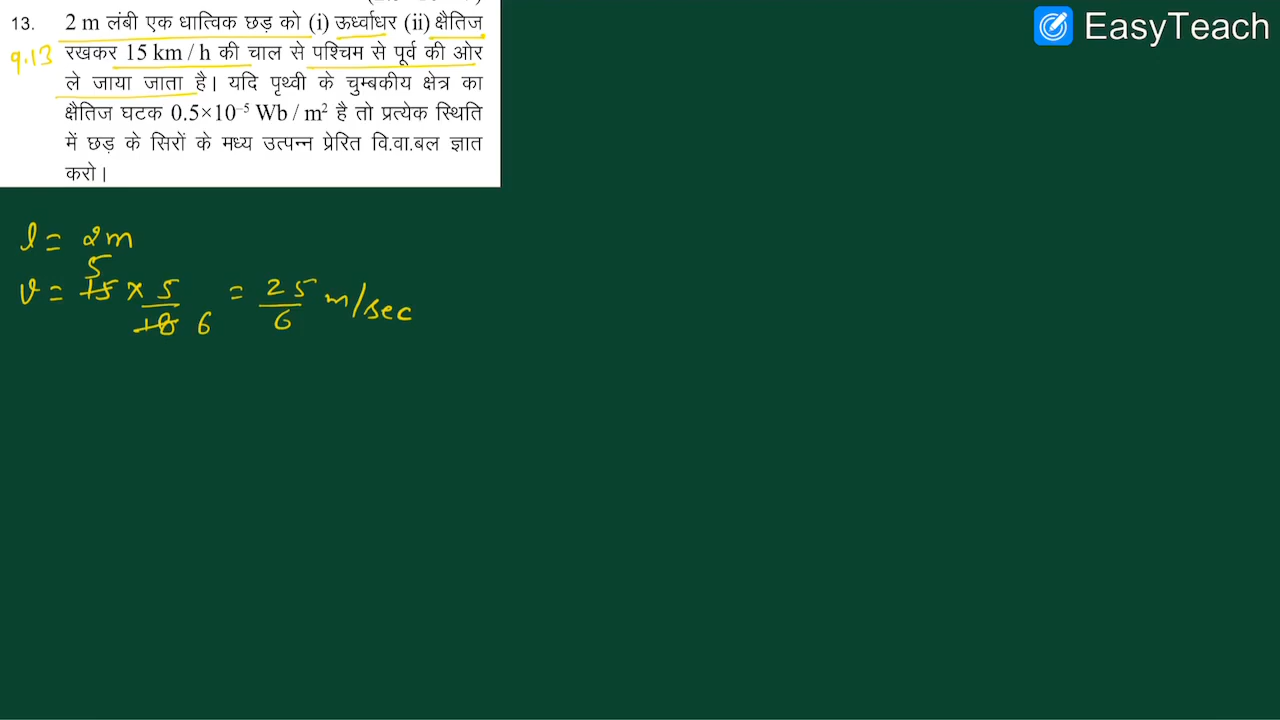 EasyTeach
13. 2 m लंबी एक धात्विक छड़ को (i) ऊर्ध्वाधर (ii) क्षैतिज
रखकर 15 km / h की चाल से पश्चिम से पूर्व की ओर
ले जाया जाता है। यदि पृथ्वी के चुम्बकीय क्षेत्र का
क्षैतिज घटक 0.5×10⁻⁵ Wb / m² है तो प्रत्येक स्थिति
में छड़ के सिरों के मध्य उत्पन्न प्रेरित वि.वा.बल ज्ञात
करो।
9.13
l = 2m
v = 15 5 × 5/18 6 = 25/6 m/sec